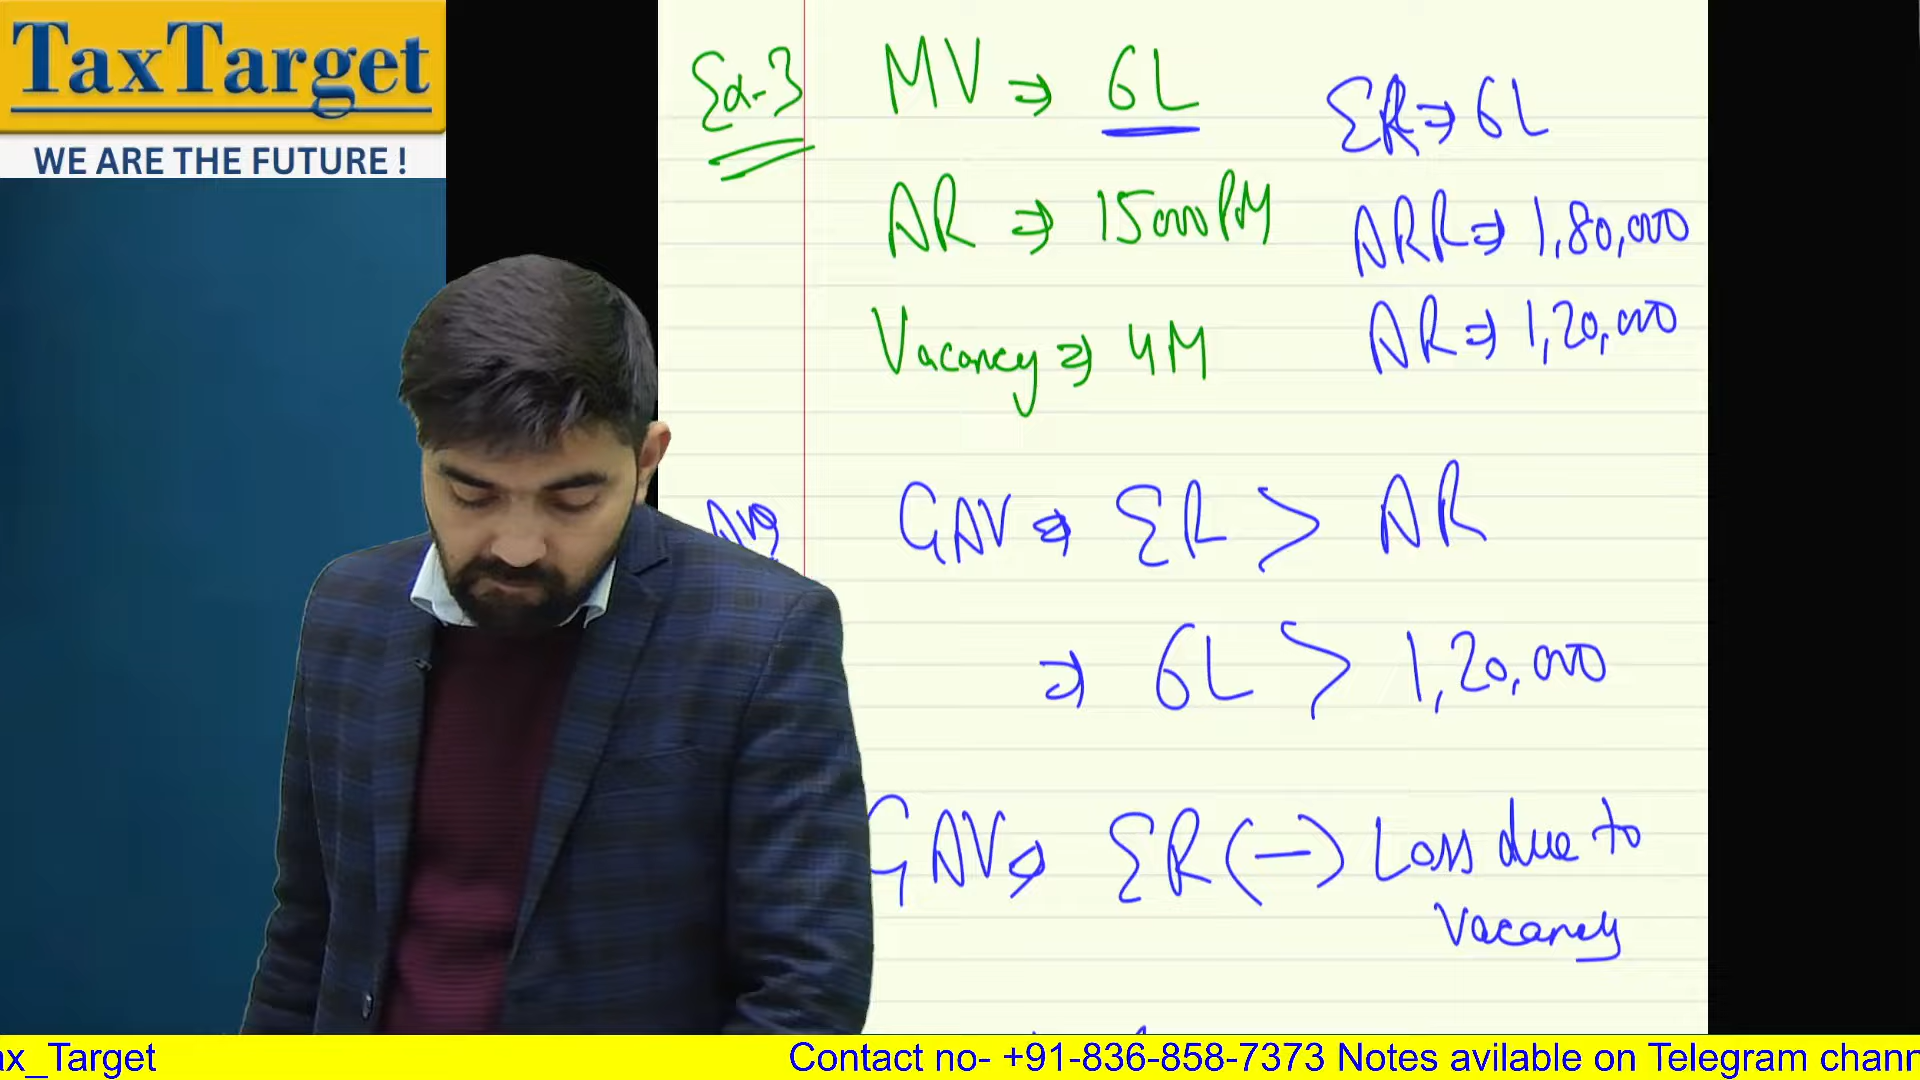 TaxTarget
WE ARE THE FUTURE !
Ex-3
MV ⇒ 6L
ER ⇒ 6L
AR ⇒ 15000 PM
ARR ⇒ 1,80,000
Vacancy ⇒ 4M
AR ⇒ 1,20,000
Ans
GAV ⇒ ER > AR
⇒ 6L > 1,20,000
GAV ⇒ ER (-) Loss due to
Vacancy
ax_Target
Contact no- +91-836-858-7373 Notes avilable on Telegram chann